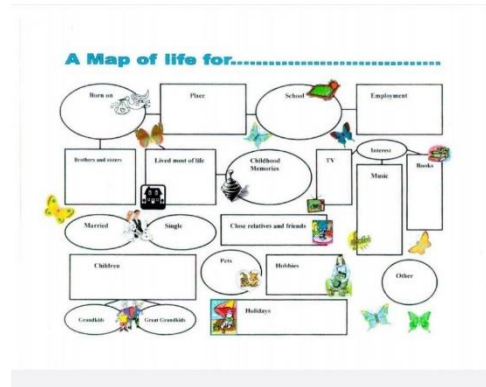 A Map of life for..........................................
Born on
Place
School
Employment
Brothers and sisters
Lived most of life
Childhood
Memories
TV
Interest
Music
Books
Married
Single
Close relatives and friends
Children
Pets
Hobbies
Other
Grandkids
Great Grandkids
Holidays